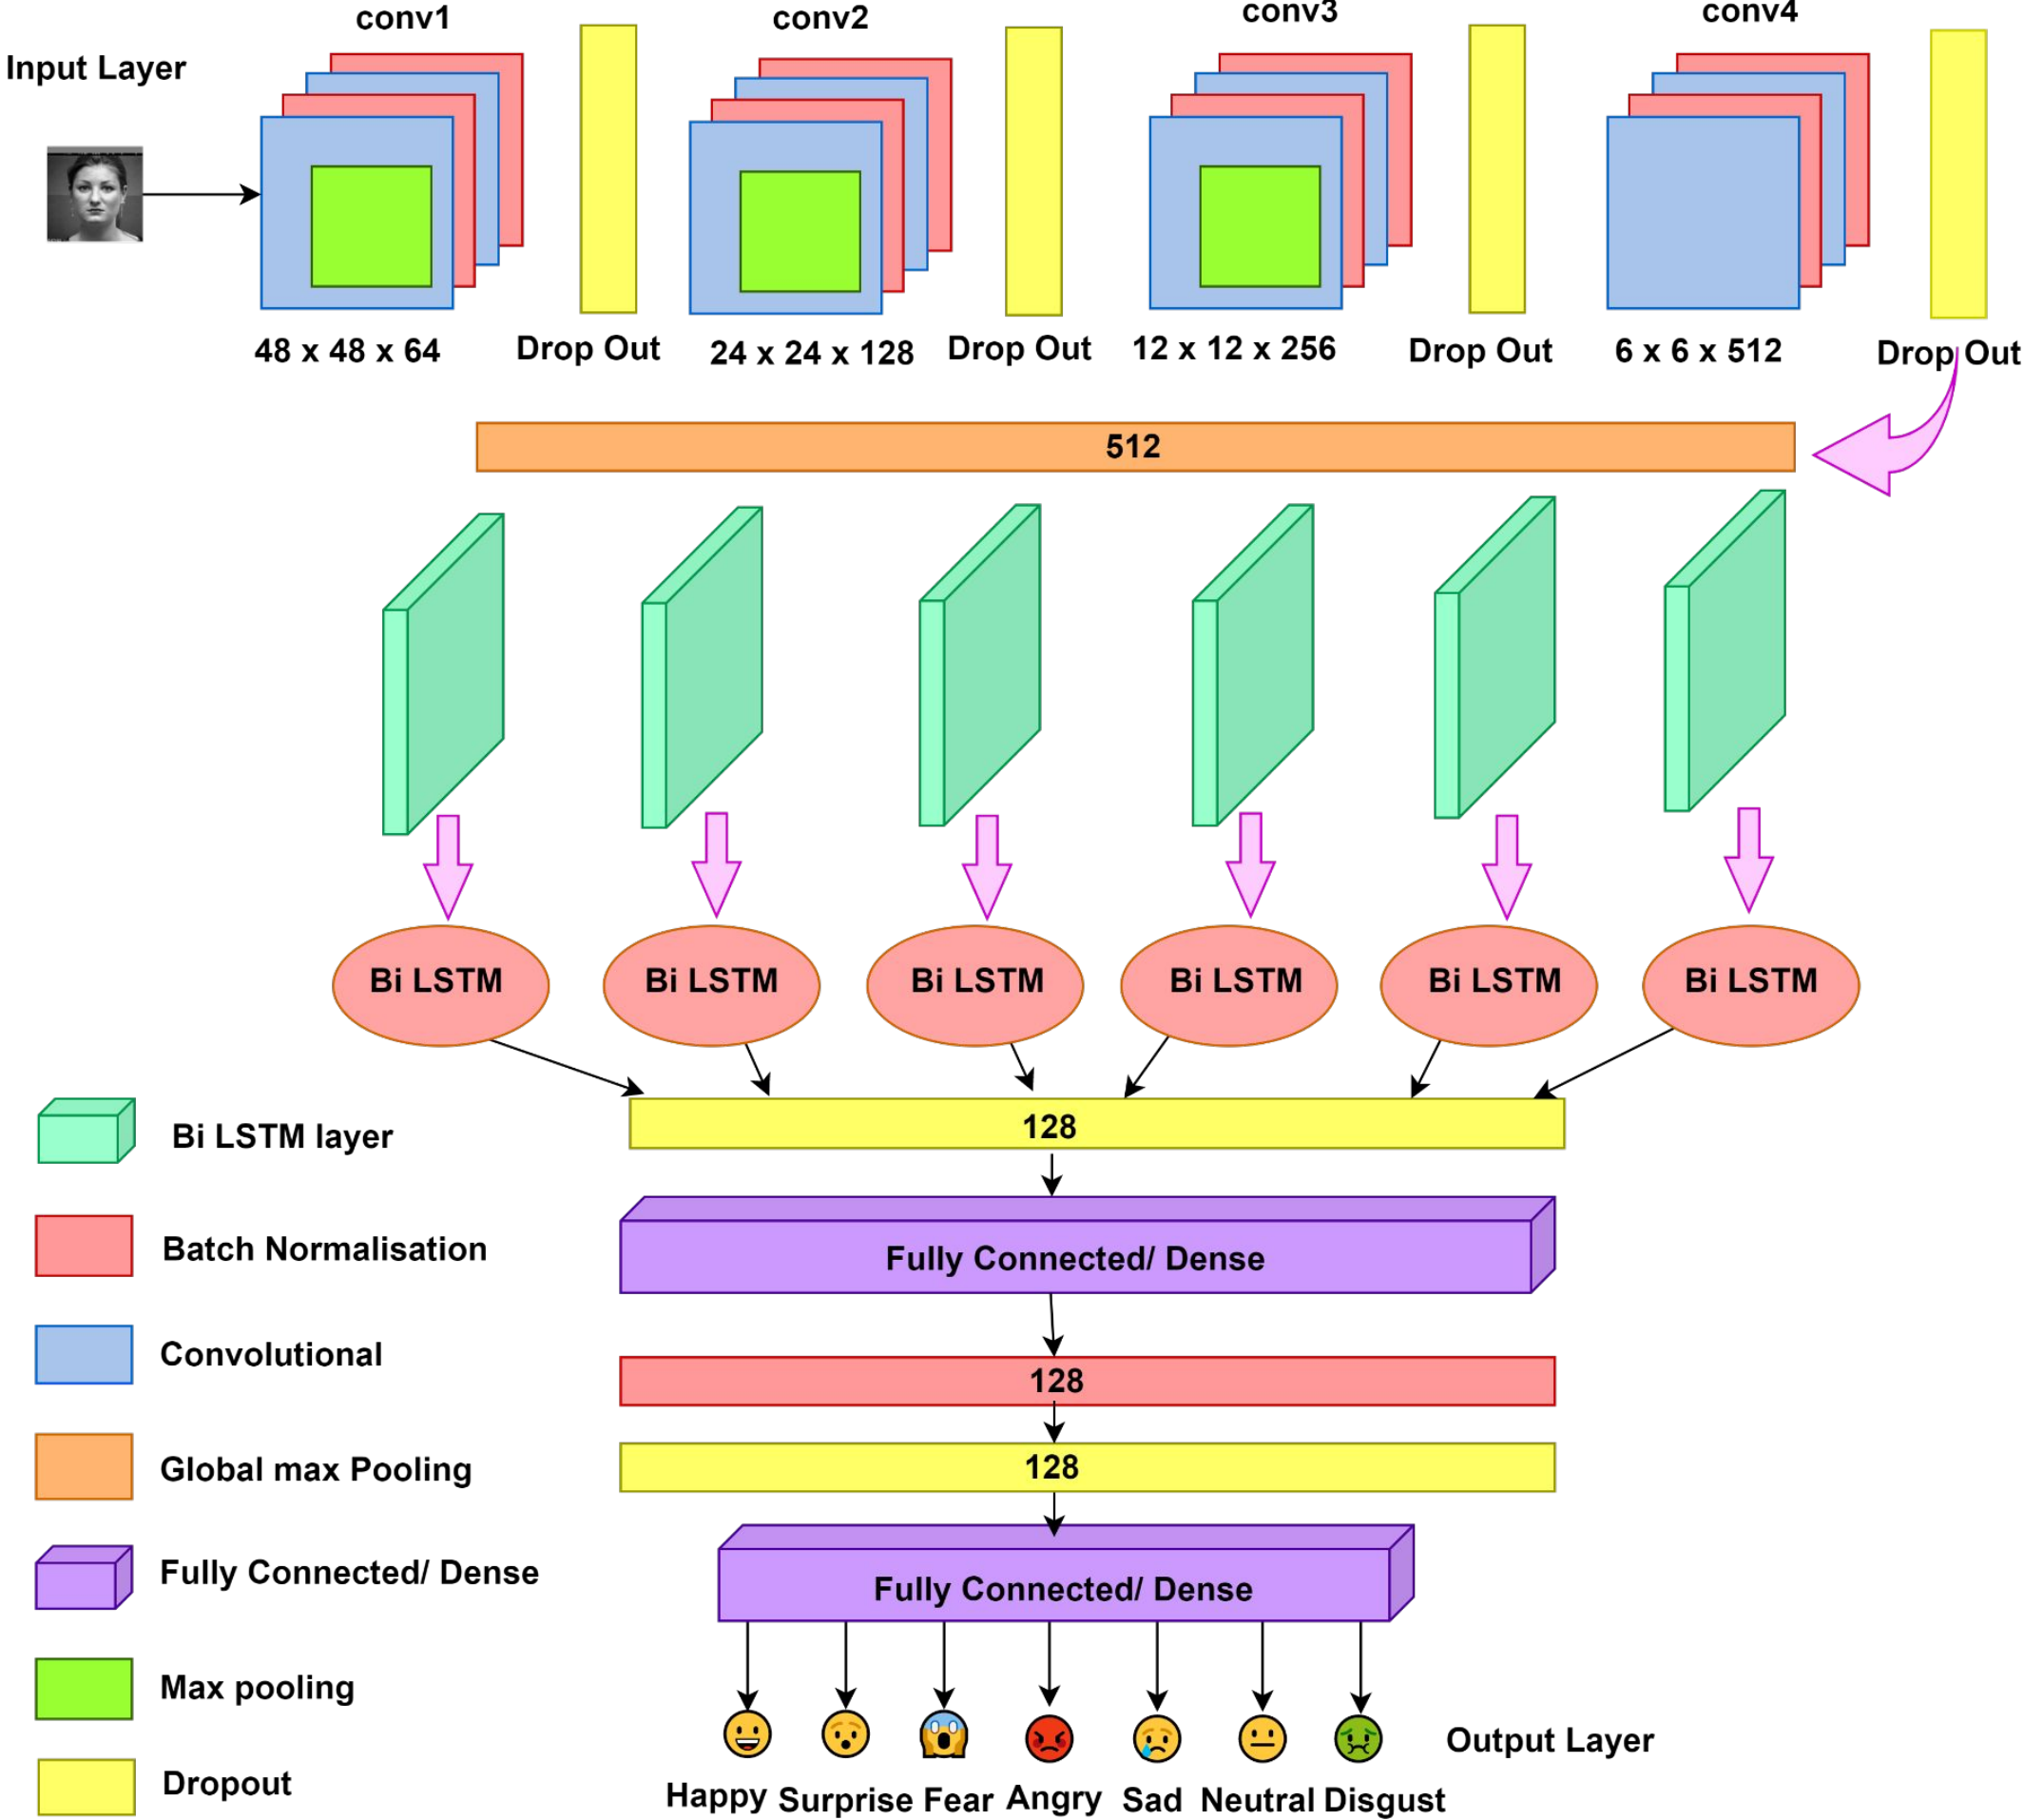 conv1
conv2
conv3
conv4
Input Layer
48 x 48 x 64
Drop Out
24 x 24 x 128
Drop Out
12 x 12 x 256
Drop Out
6 x 6 x 512
Drop Out
512
Bi LSTM
Bi LSTM
Bi LSTM
Bi LSTM
Bi LSTM
Bi LSTM
128
Fully Connected/ Dense
128
128
Fully Connected/ Dense
Happy
Surprise
Fear
Angry
Sad
Neutral
Disgust
Output Layer
Bi LSTM layer
Batch Normalisation
Convolutional
Global max Pooling
Fully Connected/ Dense
Max pooling
Dropout